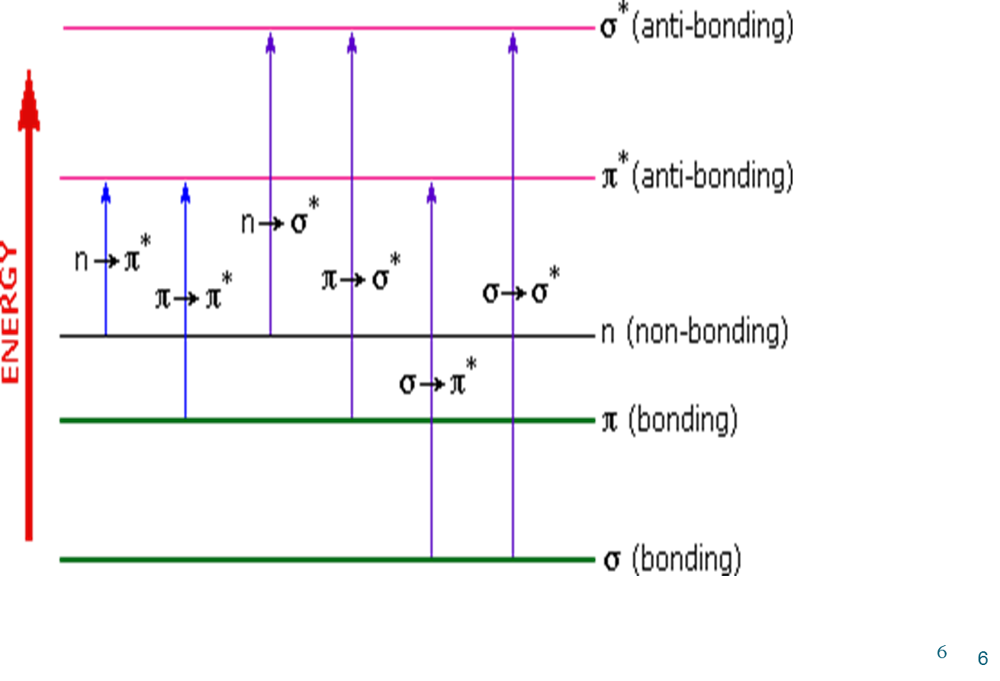 σ* (anti-bonding)
π* (anti-bonding)
n→σ*
n→π*
π→σ*
π→π*
σ→σ*
ENERGY
n (non-bonding)
σ→π*
π (bonding)
σ (bonding)
6
6